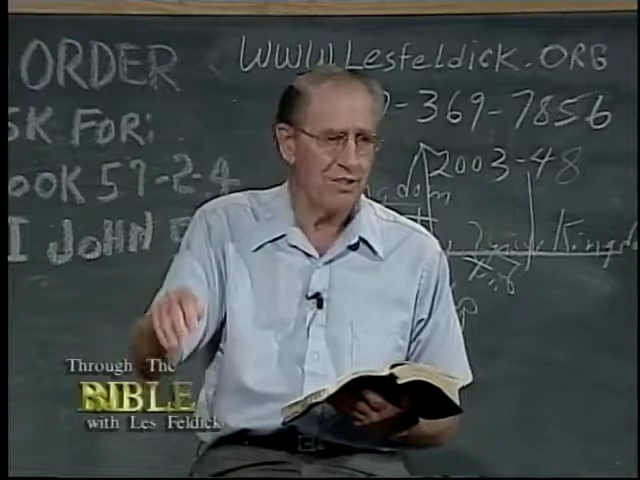 ORDER
www.LesFeldick.ORG
SK FOR:
-369-7856
OOK 57-2-4
2003-48
I JOHN
Kingd
Through The
BIBLE
with Les Feldick